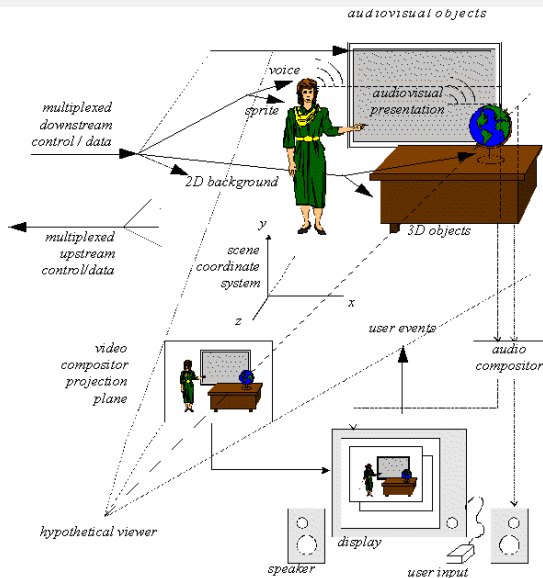 audiovisual objects
voice
sprite
audiovisual
presentation
multiplexed
downstream
control / data
2D background
3D objects
multiplexed
upstream
control/data
y
scene
coordinate
system
x
z
user events
video
compositor
projection
plane
audio
compositor
hypothetical viewer
display
speaker
user input